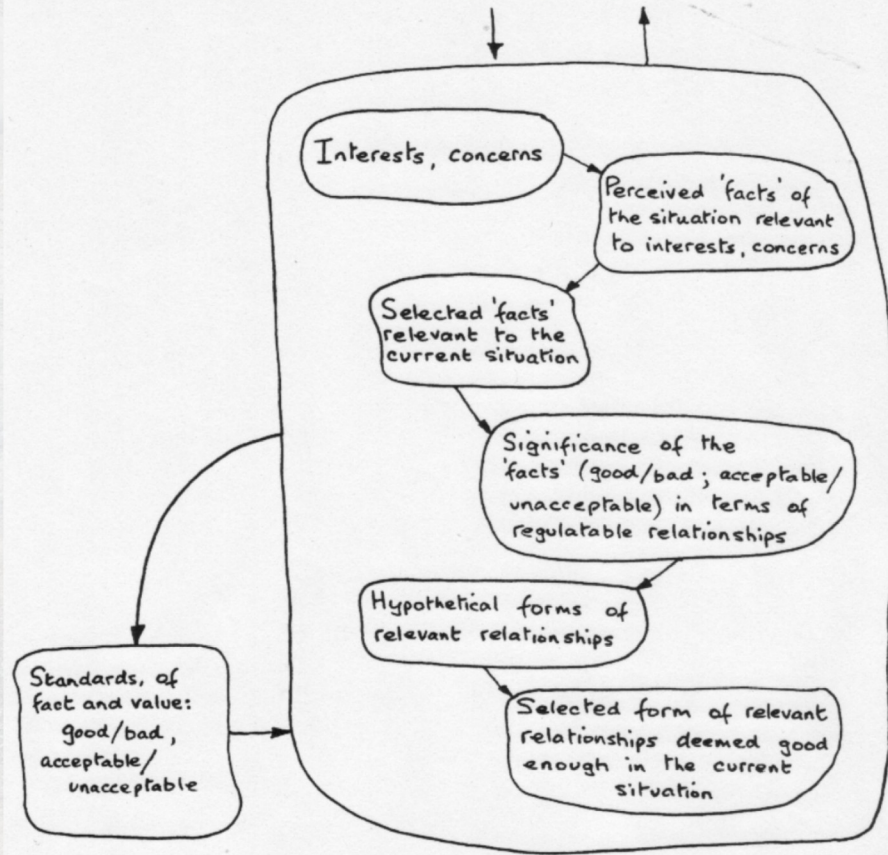 Interests, concerns
Perceived 'facts' of
the situation relevant
to interests, concerns
Selected 'facts'
relevant to the
current situation
Significance of the
'facts' (good/bad; acceptable/
unacceptable) in terms of
regulatable relationships
Hypothetical forms of
relevant relationships
Selected form of relevant
relationships deemed good
enough in the current
situation
Standards, of
fact and value:
good/bad,
acceptable/
unacceptable